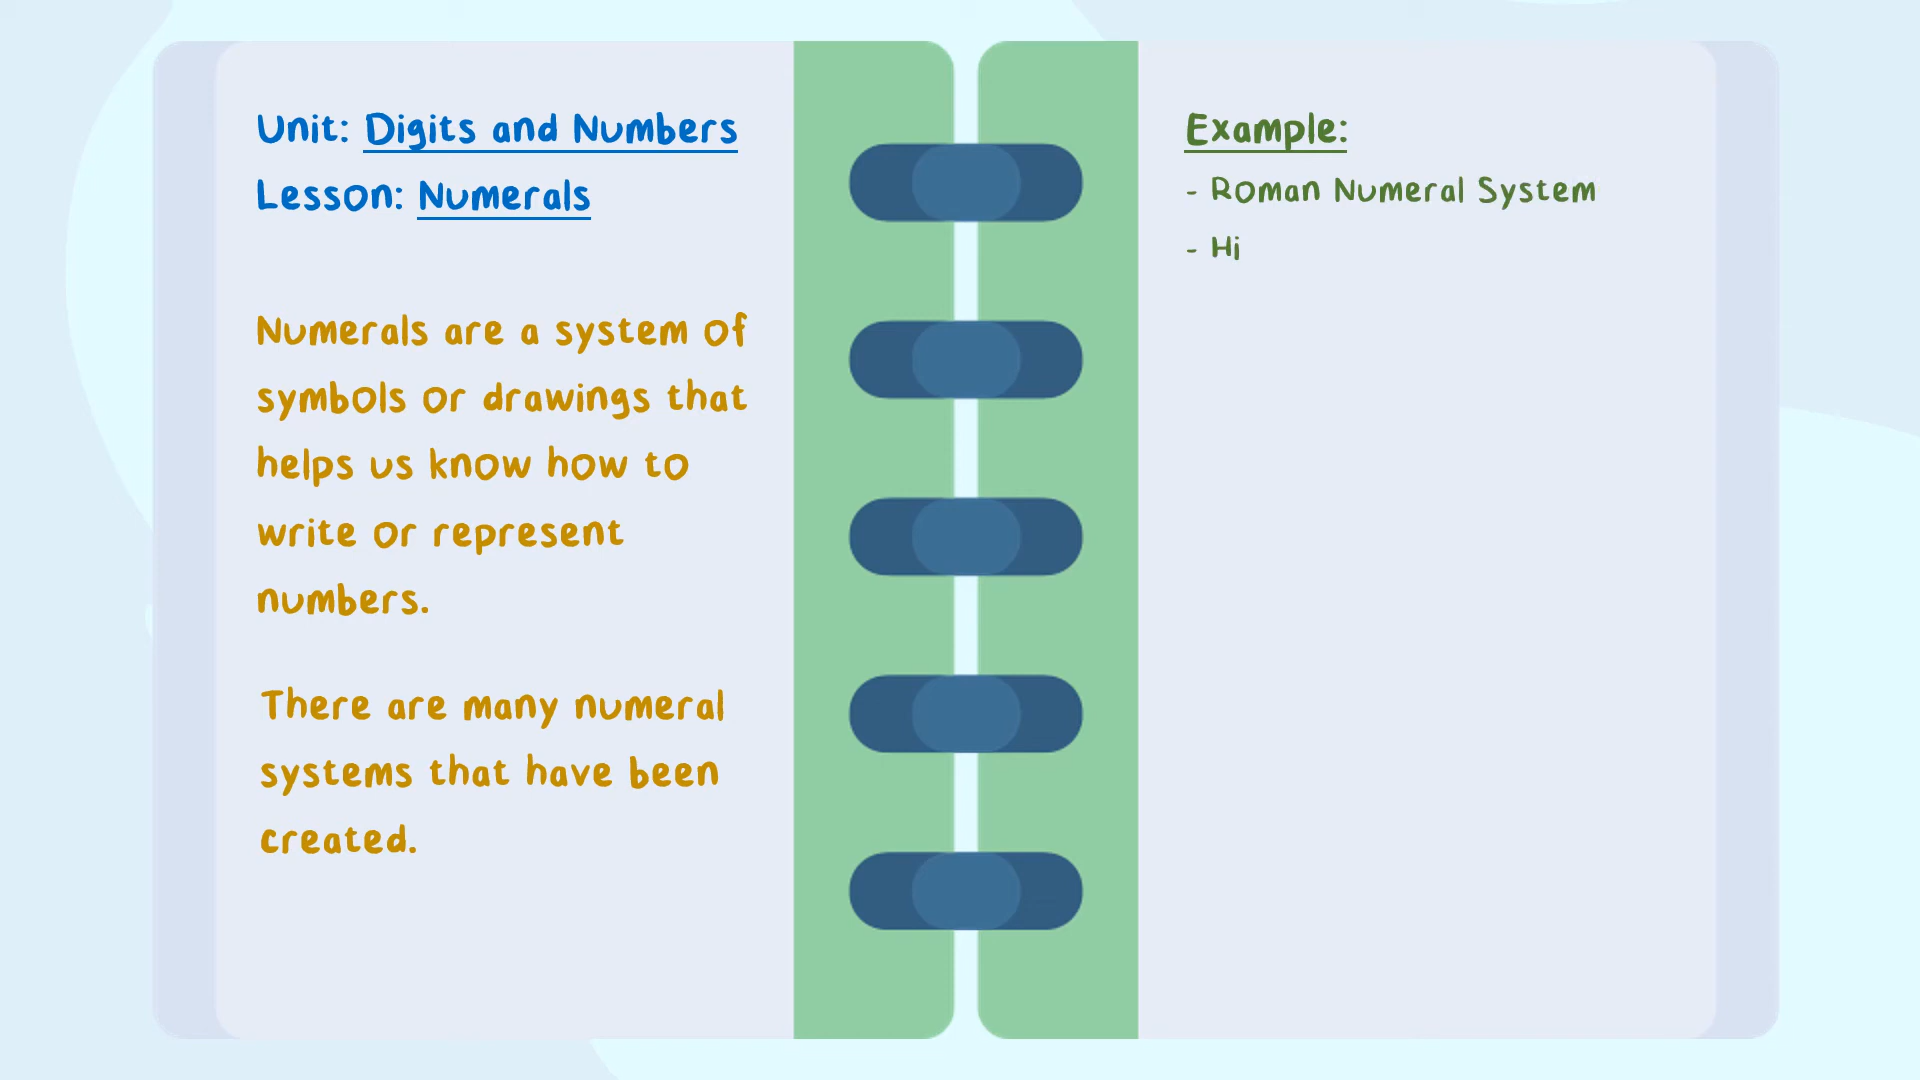 Unit: Digits and Numbers
Lesson: Numerals
Numerals are a system of
symbols or drawings that
helps us know how to
write or represent
numbers.
There are many numeral
systems that have been
created.
Example:
- Roman Numeral System
- Hi